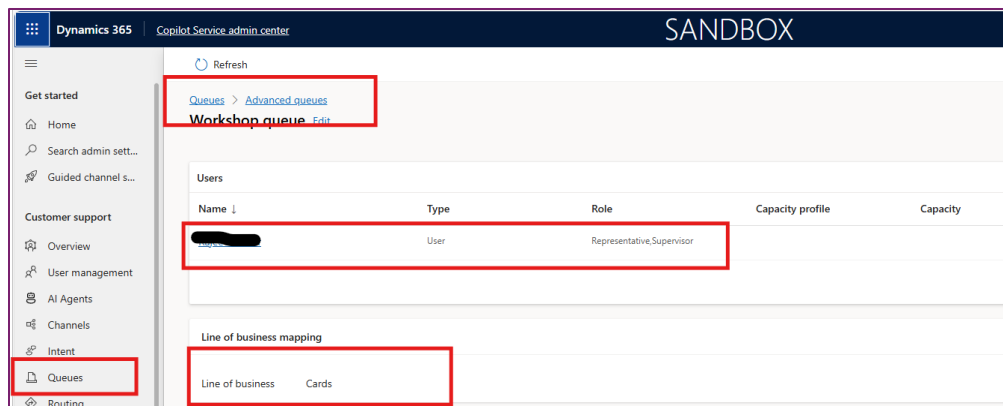 Dynamics 365 Copilot Service admin center SANDBOX
Refresh
Get started
Home
Search admin sett...
Guided channel s...
Customer support
Overview
User management
AI Agents
Channels
Intent
Queues
Routing
Queues > Advanced queues
Workshop queue Edit
Users
Name ↓ Type Role Capacity profile Capacity
User Representative,Supervisor
Line of business mapping
Line of business Cards